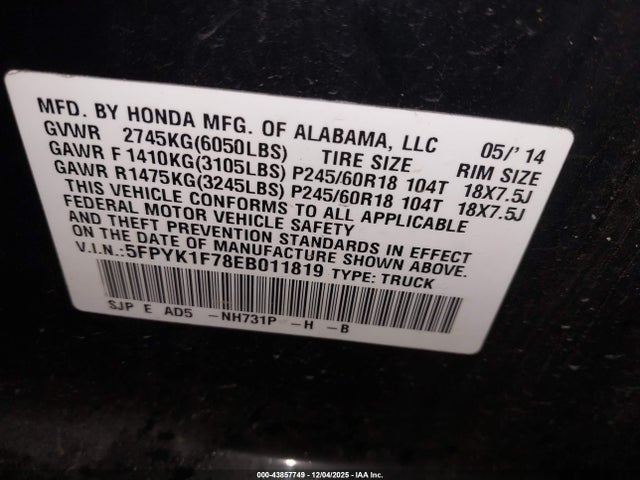 MFD. BY HONDA MFG. OF ALABAMA, LLC 05/'14
GVWR 2745KG(6050LBS) TIRE SIZE RIM SIZE
GAWR F1410KG(3105LBS) P245/60R18 104T 18X7.5J
GAWR R1475KG(3245LBS) P245/60R18 104T 18X7.5J
THIS VEHICLE CONFORMS TO ALL APPLICABLE
FEDERAL MOTOR VEHICLE SAFETY
AND THEFT PREVENTION STANDARDS IN EFFECT
ON THE DATE OF MANUFACTURE SHOWN ABOVE.
V.I.N.:5FPYK1F78EB011819 TYPE: TRUCK
SJP E AD5 -NH731P -H -B
000-43857749 - 12/04/2025 - IAA Inc.